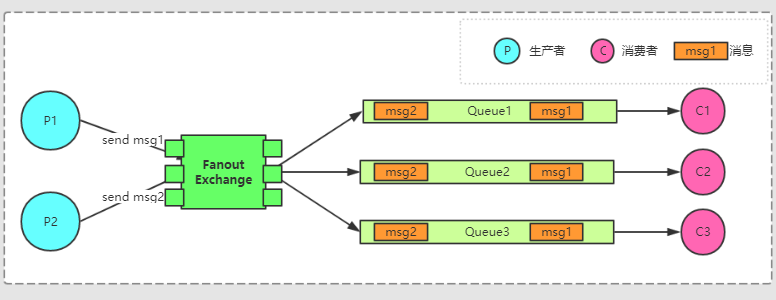 P 生产者 C 消费者 msg1 消息
P1
send msg1
Fanout
Exchange
send msg2
P2
msg2 Queue1 msg1
C1
msg2 Queue2 msg1
C2
msg2 Queue3 msg1
C3